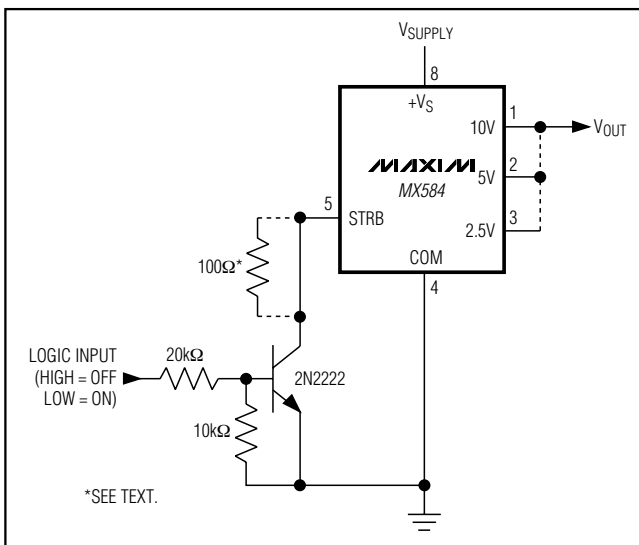 VSUPPLY
8
+VS
10V
1
VOUT
MAXIM
MX584
5V
2
5
STRB
2.5V
3
COM
4
100Ω*
LOGIC INPUT
(HIGH = OFF
LOW = ON)
20kΩ
2N2222
10kΩ
*SEE TEXT.